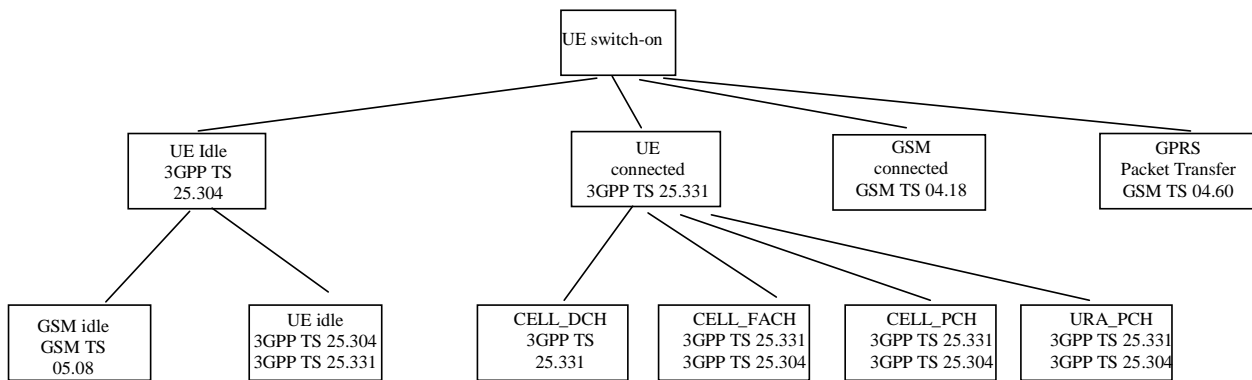 UE switch-on
UE Idle
3GPP TS
25.304
UE
connected
3GPP TS 25.331
GSM
connected
GSM TS 04.18
GPRS
Packet Transfer
GSM TS 04.60
GSM idle
GSM TS
05.08
UE idle
3GPP TS 25.304
3GPP TS 25.331
CELL_DCH
3GPP TS
25.331
CELL_FACH
3GPP TS 25.331
3GPP TS 25.304
CELL_PCH
3GPP TS 25.331
3GPP TS 25.304
URA_PCH
3GPP TS 25.331
3GPP TS 25.304